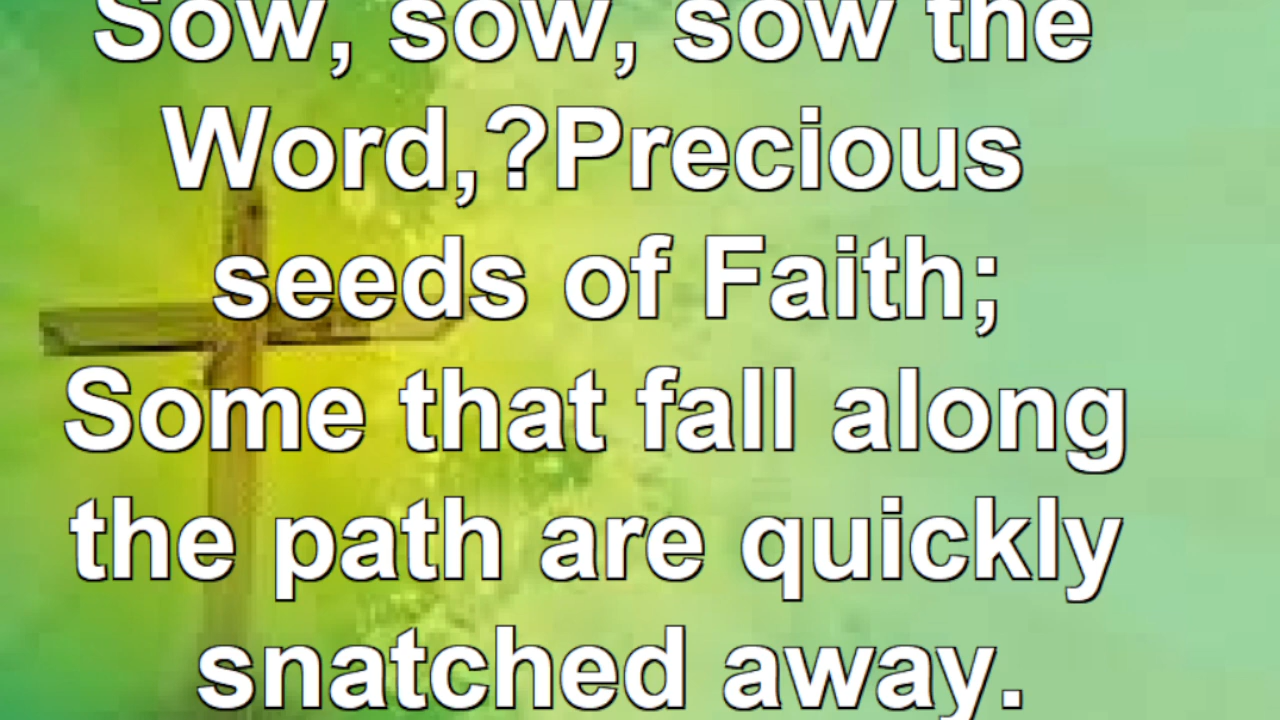 Sow, sow, sow the
Word,?Precious
seeds of Faith;
Some that fall along
the path are quickly
snatched away.